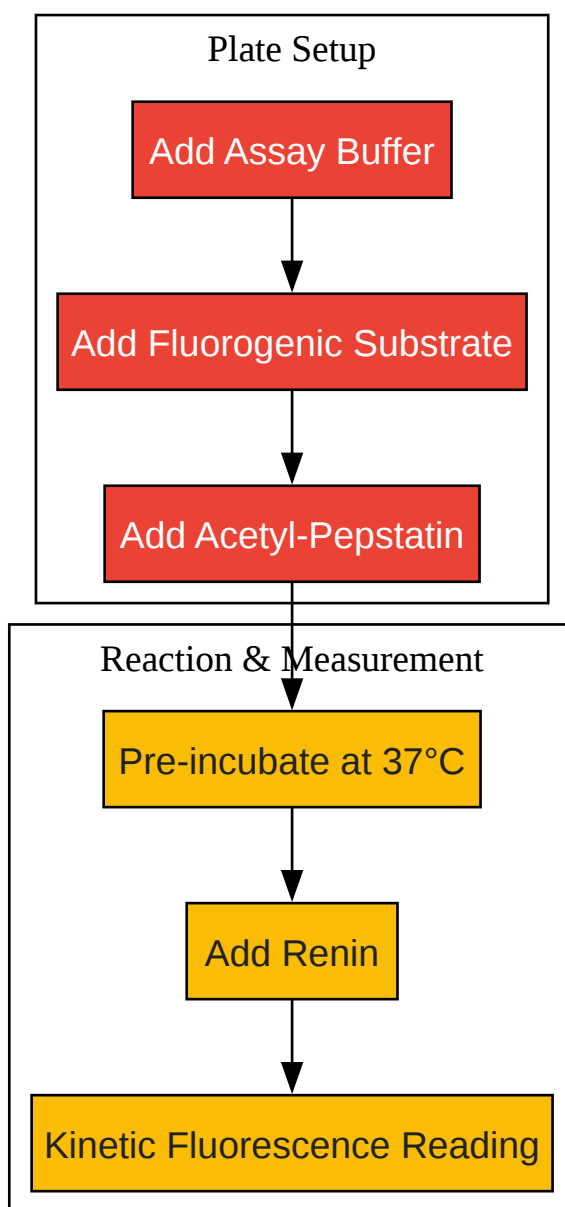 Plate Setup
Add Assay Buffer
Add Fluorogenic Substrate
Add Acetyl-Pepstatin
Reaction & Measurement
Pre-incubate at 37°C
Add Renin
Kinetic Fluorescence Reading